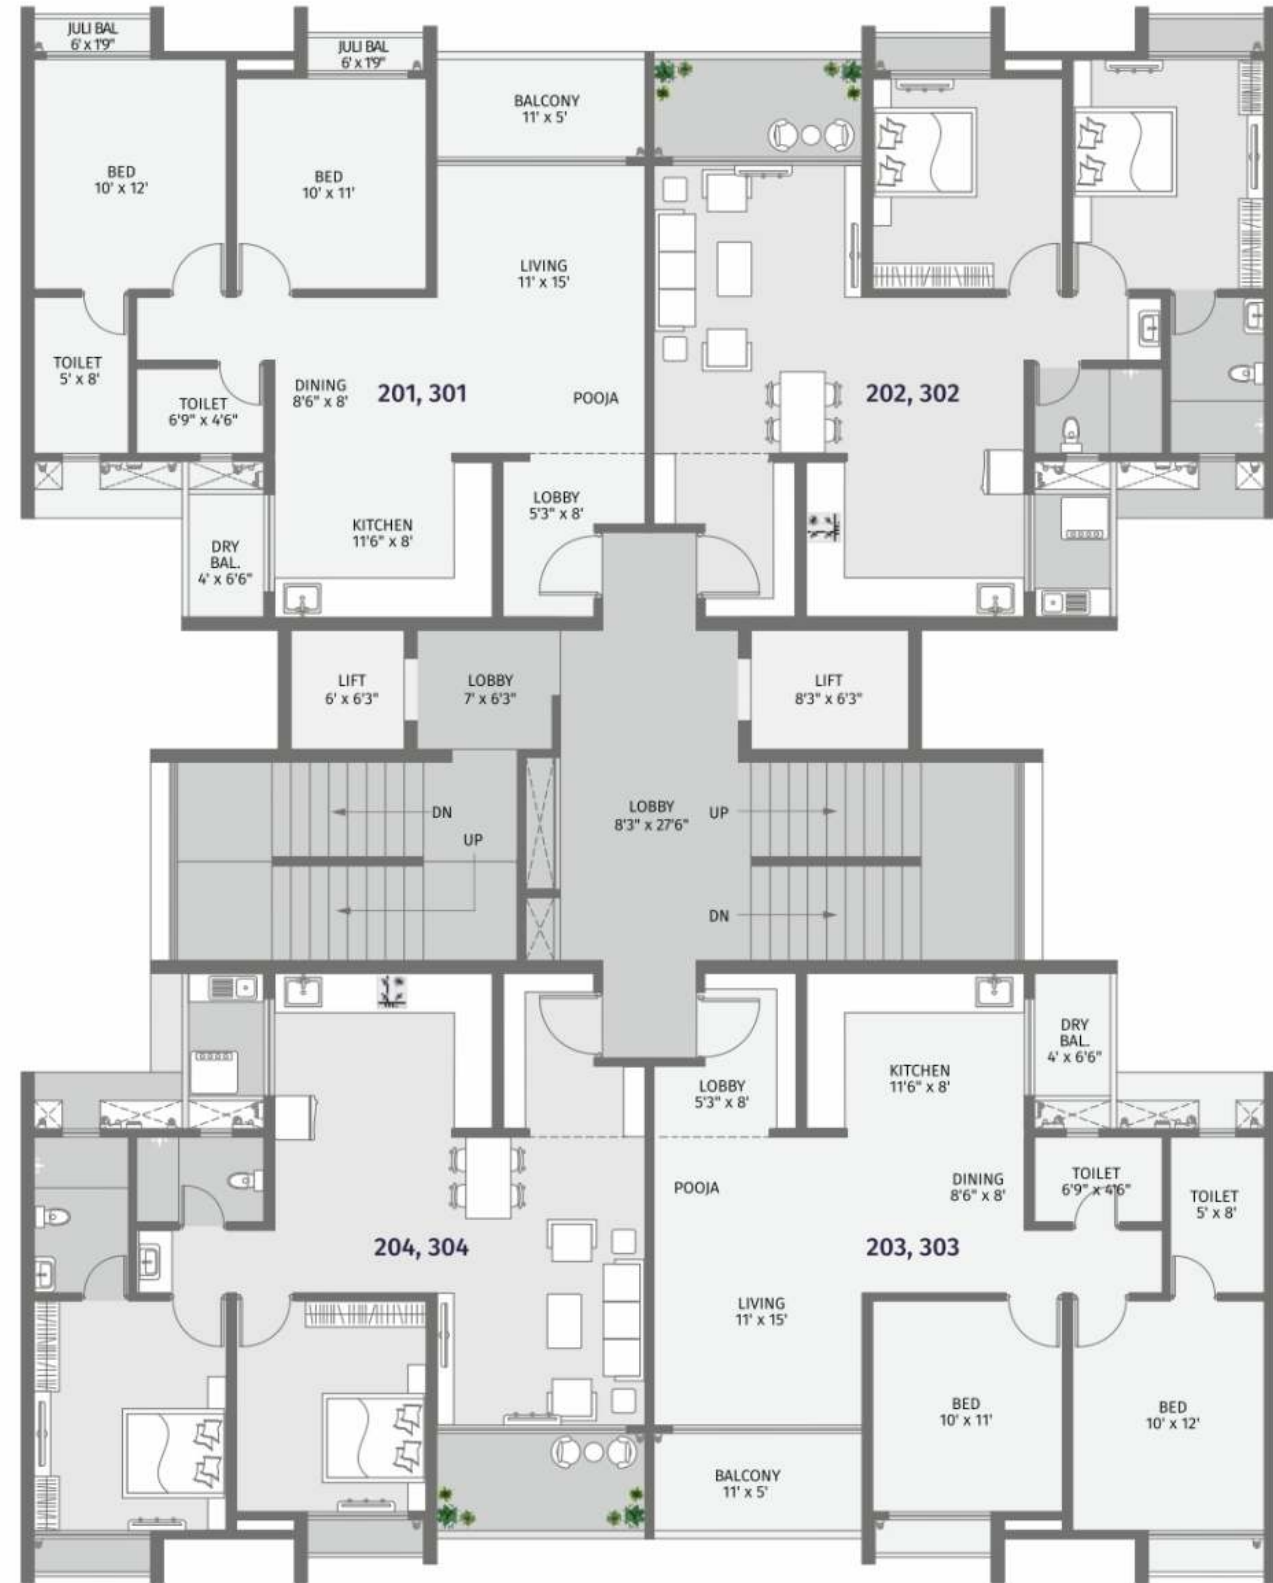 JULI BAL
6' x 1'9"
JULI BAL
6' x 1'9"
BALCONY
11' x 5'
BED
10' x 12'
BED
10' x 11'
LIVING
11' x 15'
TOILET
5' x 8'
TOILET
6'9" x 4'6"
DINING
8'6" x 8'
201, 301
POOJA
202, 302
LOBBY
5'3" x 8'
KITCHEN
11'6" x 8'
DRY
BAL.
4' x 6'6"
LIFT
6' x 6'3"
LOBBY
7' x 6'3"
LIFT
8'3" x 6'3"
DN
UP
LOBBY
8'3" x 27'6"
UP
DN
DRY
BAL.
4' x 6'6"
KITCHEN
11'6" x 8'
LOBBY
5'3" x 8'
POOJA
DINING
8'6" x 8'
TOILET
6'9" x 4'6"
TOILET
5' x 8'
204, 304
203, 303
LIVING
11' x 15'
BED
10' x 11'
BED
10' x 12'
BALCONY
11' x 5'